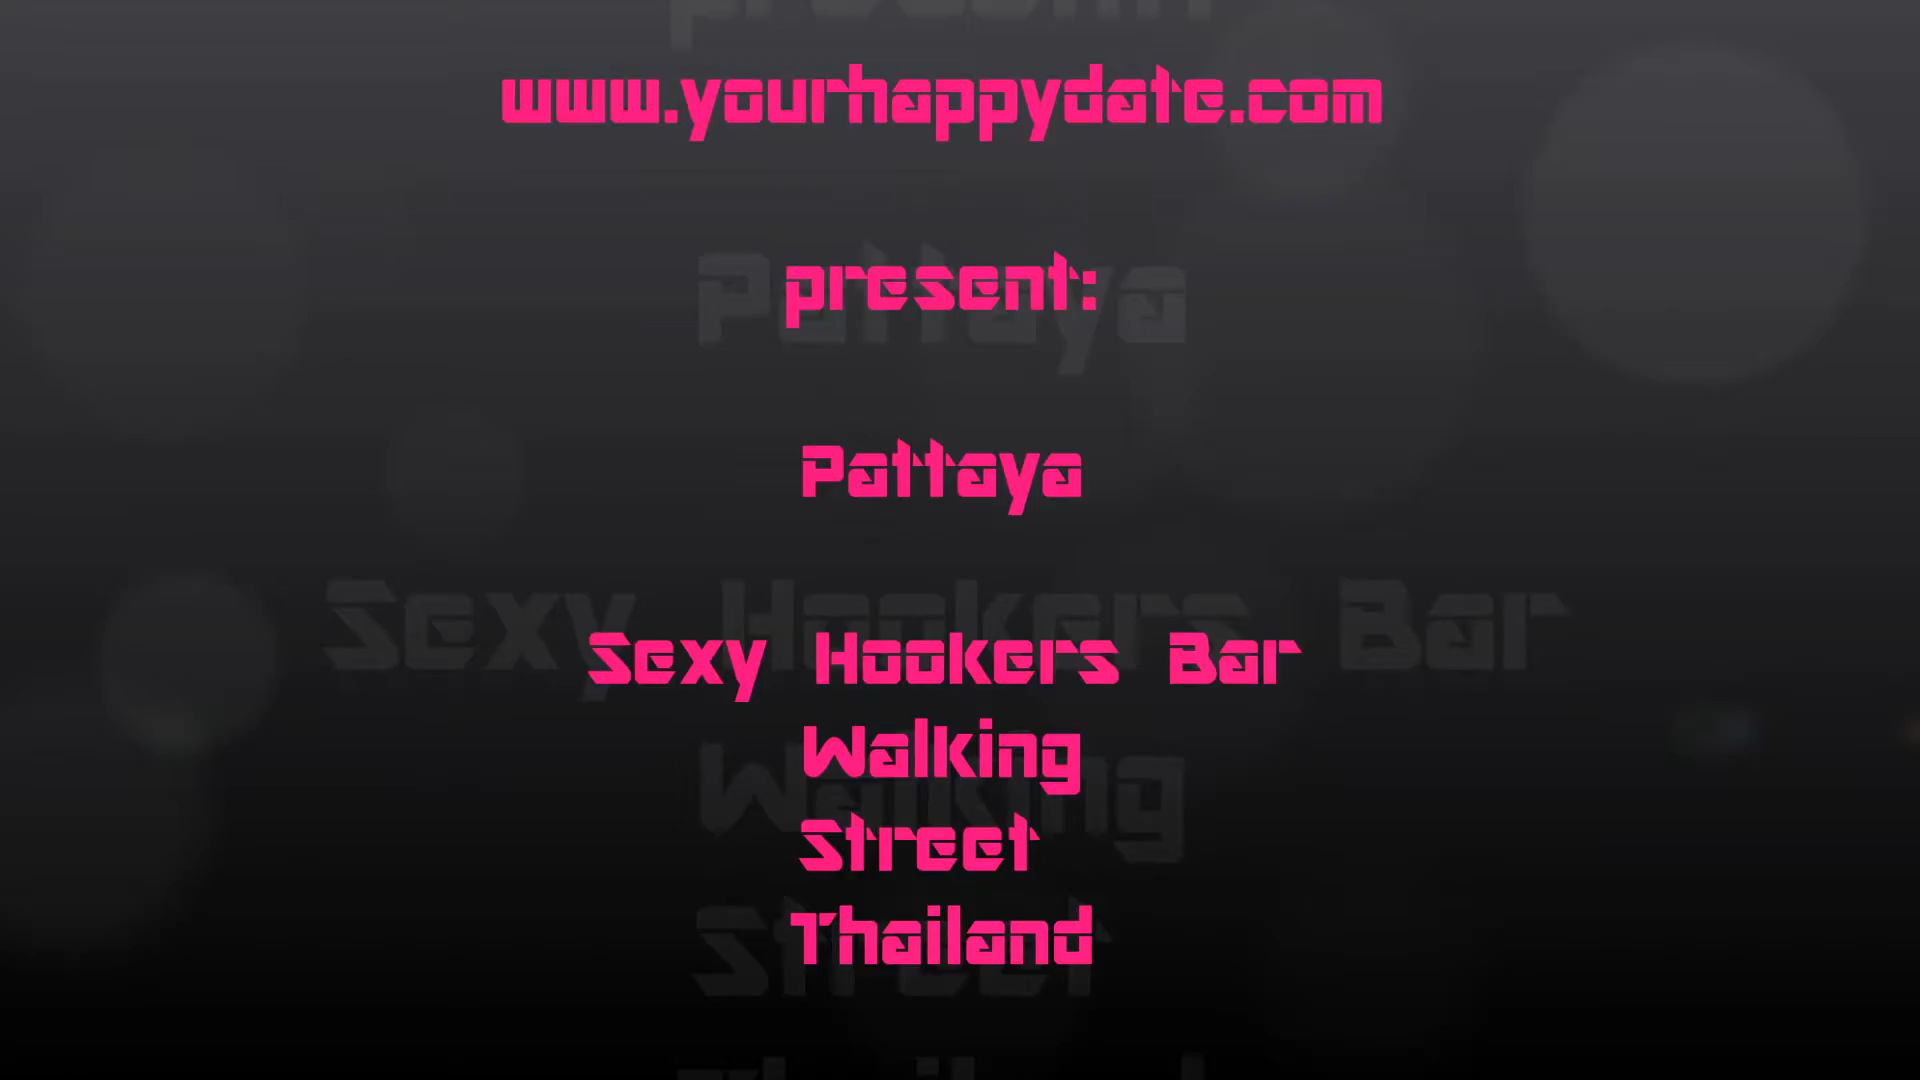 www.yourhappydate.com
present:
Pattaya
Sexy Hookers Bar
Walking
Street
Thailand